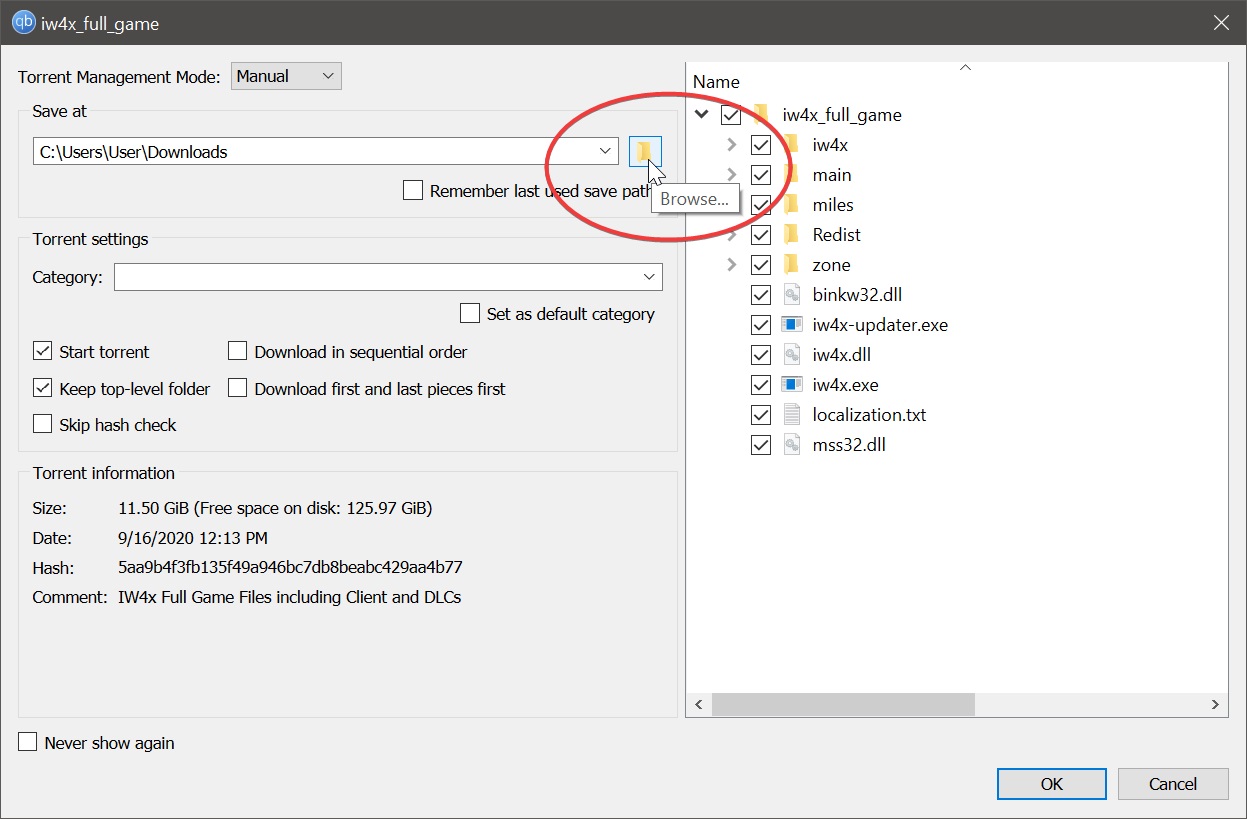 qb iw4x_full_game
Torrent Management Mode: Manual
Save at
C:\Users\User\Downloads
Remember last used save path
Browse...
Torrent settings
Category:
Set as default category
Start torrent
Download in sequential order
Keep top-level folder
Download first and last pieces first
Skip hash check
Torrent information
Size: 11.50 GiB (Free space on disk: 125.97 GiB)
Date: 9/16/2020 12:13 PM
Hash: 5aa9b4f3fb135f49a946bc7db8beabc429aa4b77
Comment: IW4x Full Game Files including Client and DLCs
Never show again
Name
iw4x_full_game
iw4x
main
miles
Redist
zone
binkw32.dll
iw4x-updater.exe
iw4x.dll
iw4x.exe
localization.txt
mss32.dll
OK
Cancel